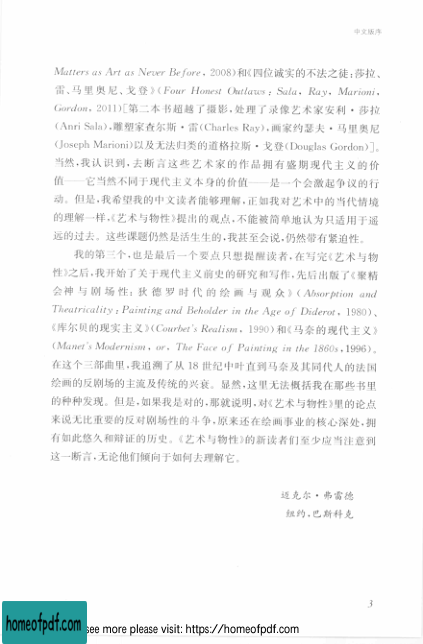 中文版序
Matters as Art as Never Before, 2008)和《四位诚实的不法之徒:莎拉、
雷、马里奥尼、戈登》(Four Honest Outlaws: Sala, Ray, Marioni,
Gordon, 2011)[第二本书超越了摄影,处理了录像艺术家安利·莎拉
(Anri Sala),雕塑家查尔斯·雷(Charles Ray),画家约瑟夫·马里奥尼
(Joseph Marioni)以及无法归类的道格拉斯·戈登(Douglas Gordon)]。
当然,我认识到,去断言这些艺术家的作品拥有盛期现代主义的价
值——它当然不同于现代主义本身的价值——是一个会激起争议的行
动。但是,我希望我的中文读者能够理解,正如我对艺术中的当代情境
的理解一样,《艺术与物性》提出的观点,不能被简单地认为只适用于遥
远的过去。这些课题仍然是活生生的,我甚至会说,仍然带有紧迫性。
我的第三个,也是最后一个要点只想提醒读者,在写完《艺术与物
性》之后,我开始了关于现代主义前史的研究和写作,先后出版了《聚精
会神与剧场性:狄德罗时代的绘画与观众》(Absorption and
Theatricality: Painting and Beholder in the Age of Diderot, 1980)、
《库尔贝的现实主义》(Courbet's Realism, 1990)和《马奈的现代主义》
(Manet's Modernism, or, The Face of Painting in the 1860s, 1996)。
在这个三部曲里,我追溯了从 18 世纪中叶直到马奈及其同代人的法国
绘画的反剧场的主流及传统的兴衰。显然,这里无法概括我在那些书里
的种种发现。但是,如果我是对的,那就说明,对《艺术与物性》里的论点
来说无比重要的反对剧场性的斗争,原来还在绘画事业的核心深处,拥
有如此悠久和辩证的历史。《艺术与物性》的新读者们至少应当注意到
这一断言,无论他们倾向于如何去理解它。
迈克尔·弗雷德
纽约,巴斯科克
3
homeofpdf.com
see more please visit: https://homeofpdf.com